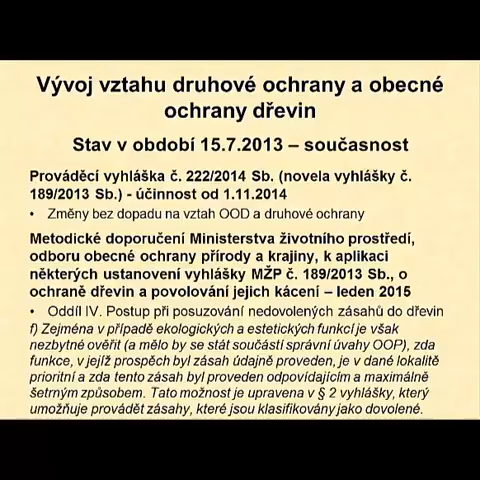 Vývoj vztahu druhové ochrany a obecné
ochrany dřevin
Stav v období 15.7.2013 – současnost
Prováděcí vyhláška č. 222/2014 Sb. (novela vyhlášky č.
189/2013 Sb.) - účinnost od 1.11.2014
• Změny bez dopadu na vztah OOD a druhové ochrany
Metodické doporučení Ministerstva životního prostředí,
odboru obecné ochrany přírody a krajiny, k aplikaci
některých ustanovení vyhlášky MŽP č. 189/2013 Sb., o
ochraně dřevin a povolování jejich kácení – leden 2015
• Oddíl IV. Postup při posuzování nedovolených zásahů do dřevin
f) Zejména v případě ekologických a estetických funkcí je však
nezbytné ověřit (a mělo by se stát součástí správní úvahy OOP), zda
funkce, v jejíž prospěch byl zásah údajně proveden, je v dané lokalitě
prioritní a zda tento zásah byl proveden odpovídajícím a maximálně
šetrným způsobem. Tato možnost je upravena v § 2 vyhlášky, který
umožňuje provádět zásahy, které jsou klasifikovány jako dovolené.